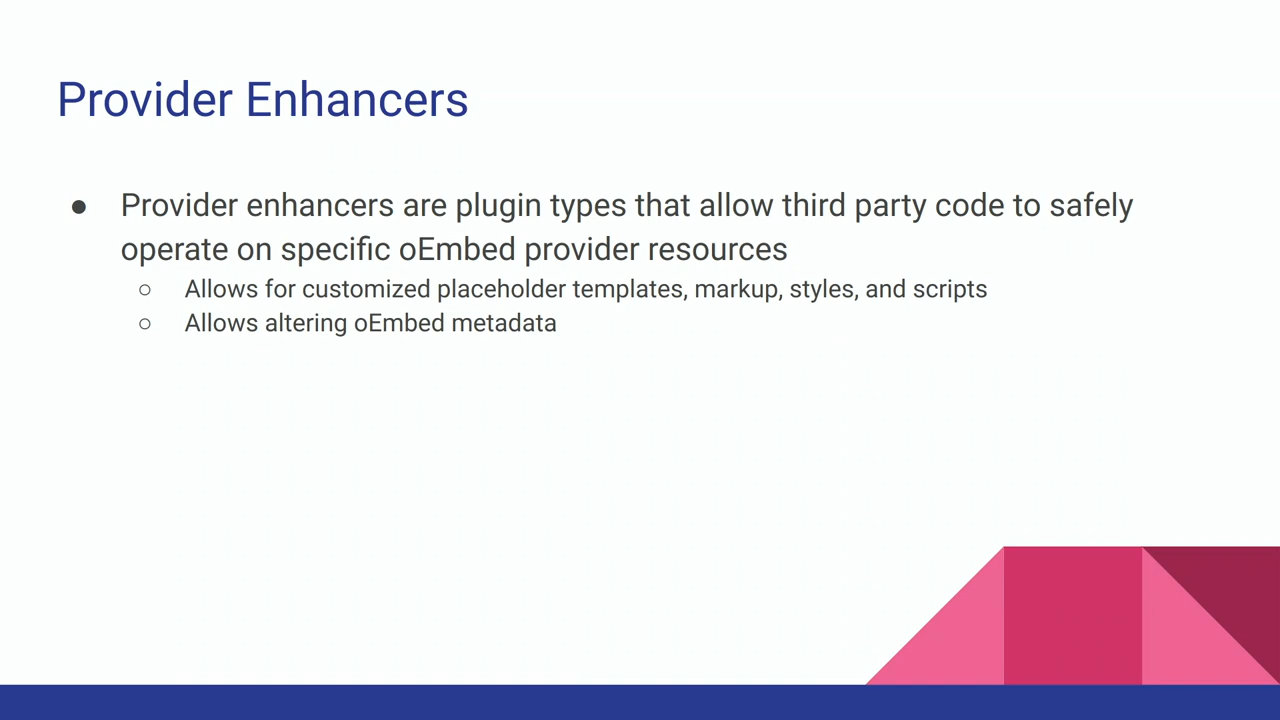 Provider Enhancers
● Provider enhancers are plugin types that allow third party code to safely
operate on specific oEmbed provider resources
○ Allows for customized placeholder templates, markup, styles, and scripts
○ Allows altering oEmbed metadata